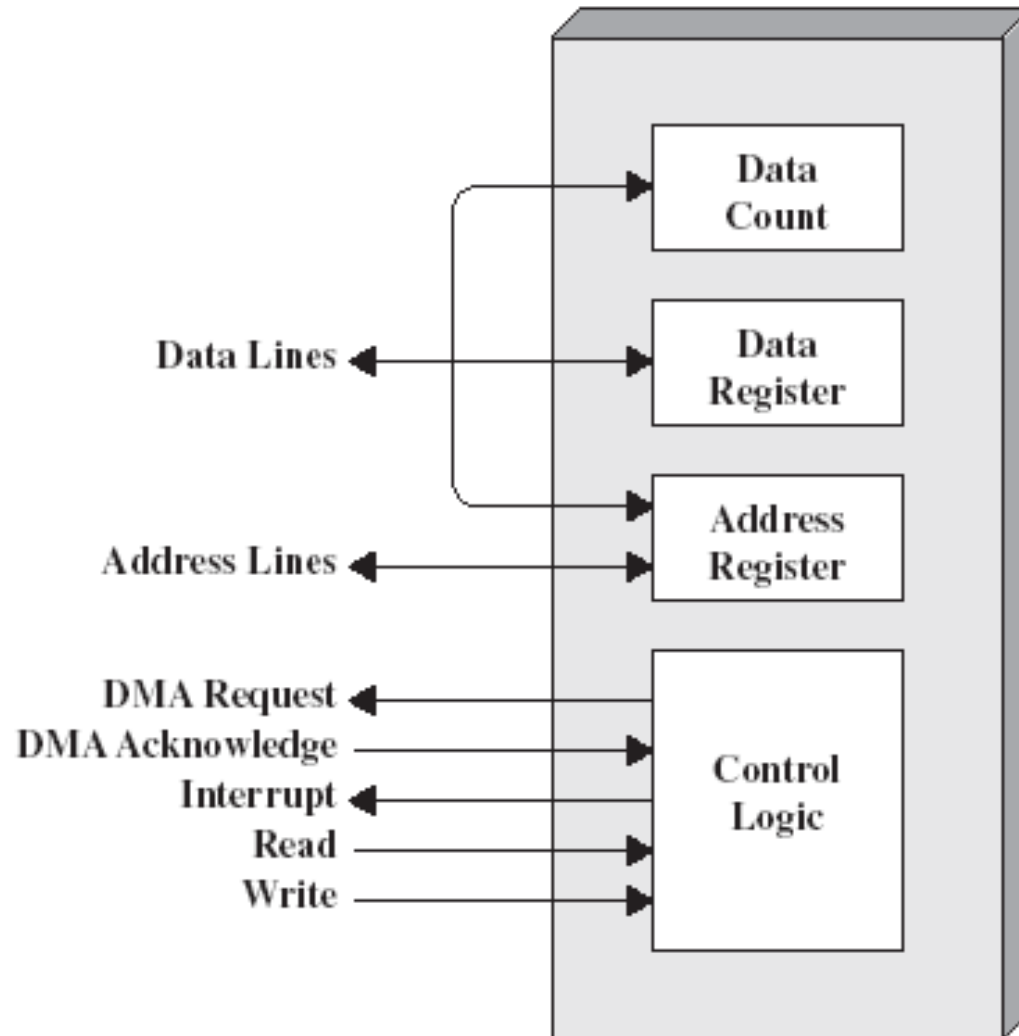 Data
Count
Data Lines
Data
Register
Address
Register
Address Lines
DMA Request
DMA Acknowledge
Interrupt
Read
Write
Control
Logic